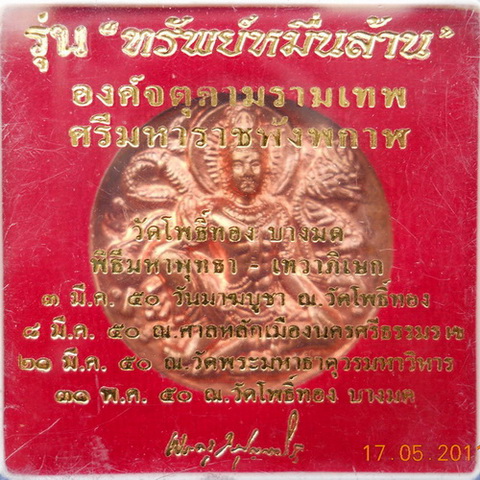 รุ่น "ทรัพย์หมื่นล้าน"
องค์จตุคามรามเทพ
ศรีมหาราชพังพกาฬ
วัดโพธิ์ทอง บางมด
พิธีมหาพุทธา - เทวาภิเษก
๓ มี.ค. ๕๐ วันมาฆบูชา ณ.วัดโพธิ์ทอง
๘ มี.ค. ๕๐ ณ.ศาลหลักเมืองนครศรีธรรมราช
๒๑ มี.ค. ๕๐ ณ.วัดพระมหาธาตุวรมหาวิหาร
๓๑ พ.ค. ๕๐ ณ.วัดโพธิ์ทอง บางมด
17.05.2011